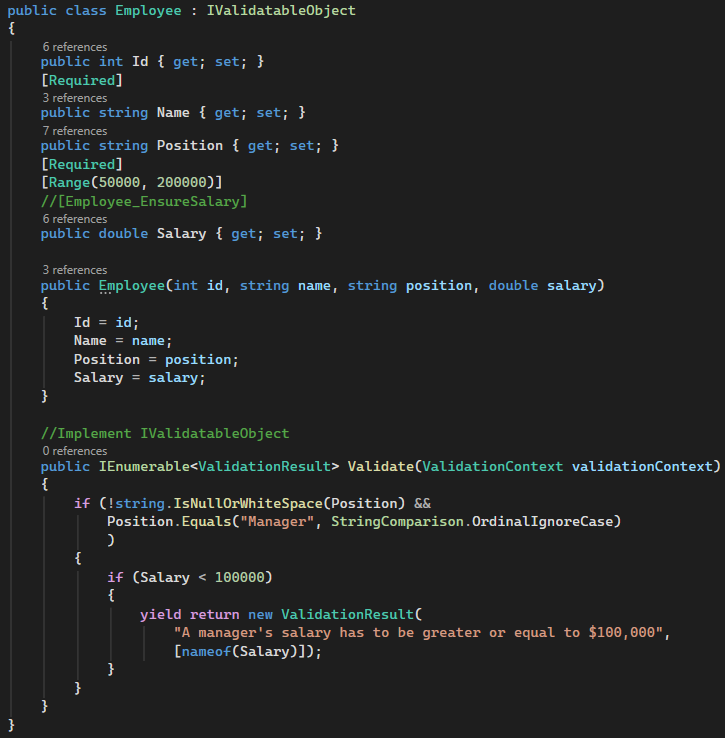 public class Employee : IValidatableObject
{
6 references
public int Id { get; set; }
[Required]
3 references
public string Name { get; set; }
7 references
public string Position { get; set; }
[Required]
[Range(50000, 200000)]
//[Employee_EnsureSalary]
6 references
public double Salary { get; set; }
3 references
public Employee(int id, string name, string position, double salary)
{
Id = id;
Name = name;
Position = position;
Salary = salary;
}
//Implement IValidatableObject
0 references
public IEnumerable<ValidationResult> Validate(ValidationContext validationContext)
{
if (!string.IsNullOrWhiteSpace(Position) &&
Position.Equals("Manager", StringComparison.OrdinalIgnoreCase)
)
{
if (Salary < 100000)
{
yield return new ValidationResult(
"A manager's salary has to be greater or equal to $100,000",
[nameof(Salary)]);
}
}
}
}